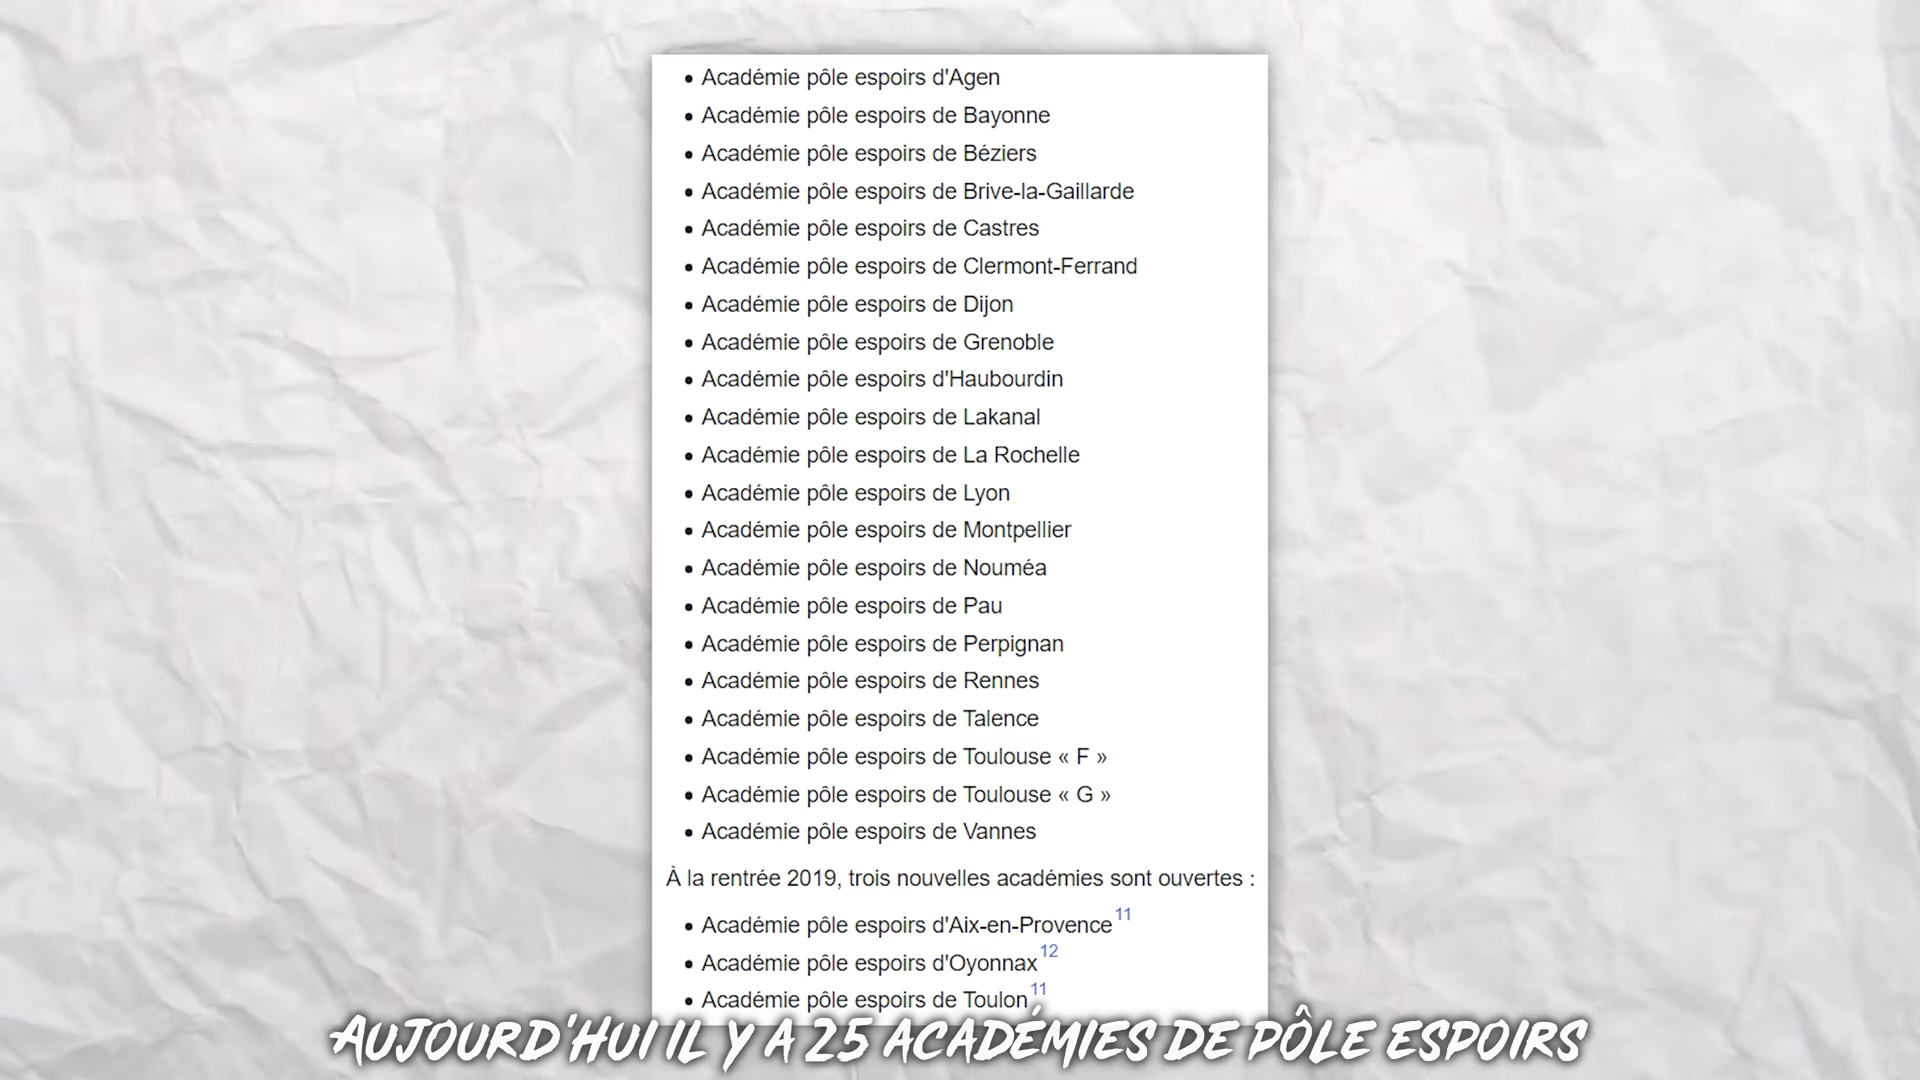 • Académie pôle espoirs d'Agen
• Académie pôle espoirs de Bayonne
• Académie pôle espoirs de Béziers
• Académie pôle espoirs de Brive-la-Gaillarde
• Académie pôle espoirs de Castres
• Académie pôle espoirs de Clermont-Ferrand
• Académie pôle espoirs de Dijon
• Académie pôle espoirs de Grenoble
• Académie pôle espoirs d'Haubourdin
• Académie pôle espoirs de Lakanal
• Académie pôle espoirs de La Rochelle
• Académie pôle espoirs de Lyon
• Académie pôle espoirs de Montpellier
• Académie pôle espoirs de Nouméa
• Académie pôle espoirs de Pau
• Académie pôle espoirs de Perpignan
• Académie pôle espoirs de Rennes
• Académie pôle espoirs de Talence
• Académie pôle espoirs de Toulouse « F »
• Académie pôle espoirs de Toulouse « G »
• Académie pôle espoirs de Vannes
À la rentrée 2019, trois nouvelles académies sont ouvertes :
• Académie pôle espoirs d'Aix-en-Provence 11
• Académie pôle espoirs d'Oyonnax 12
• Académie pôle espoirs de Toulon 11
AUJOURD'HUI IL Y A 25 ACADÉMIES DE PÔLE ESPOIRS